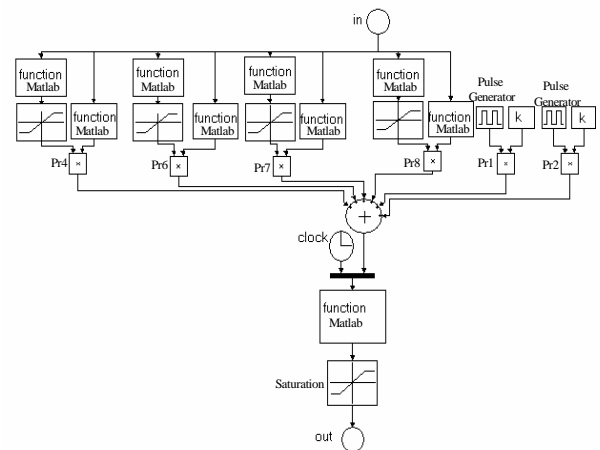 in
function
Matlab
function
Matlab
function
Matlab
function
Matlab
Pulse
Generator
Pulse
Generator
function
Matlab
function
Matlab
function
Matlab
function
Matlab
k
k
Pr4
×
Pr6
×
Pr7
×
Pr8
×
Pr1
×
Pr2
×
+
clock
function
Matlab
Saturation
out